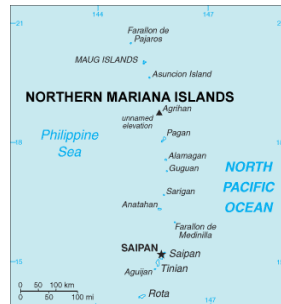 144
147
21
Farallon de
Pajaros
MAUG ISLANDS
Asuncion Island
NORTHERN MARIANA ISLANDS
Agrihan
unnamed
elevation
Philippine
Sea
Pagan
18
18
Alamagan
Guguan
NORTH
PACIFIC
OCEAN
Sarigan
Anatahan
Farallon de
Medinilla
SAIPAN
Saipan
15
15
Tinian
Aguijan
0 50 100 km
0 50 100 mi
Rota
147